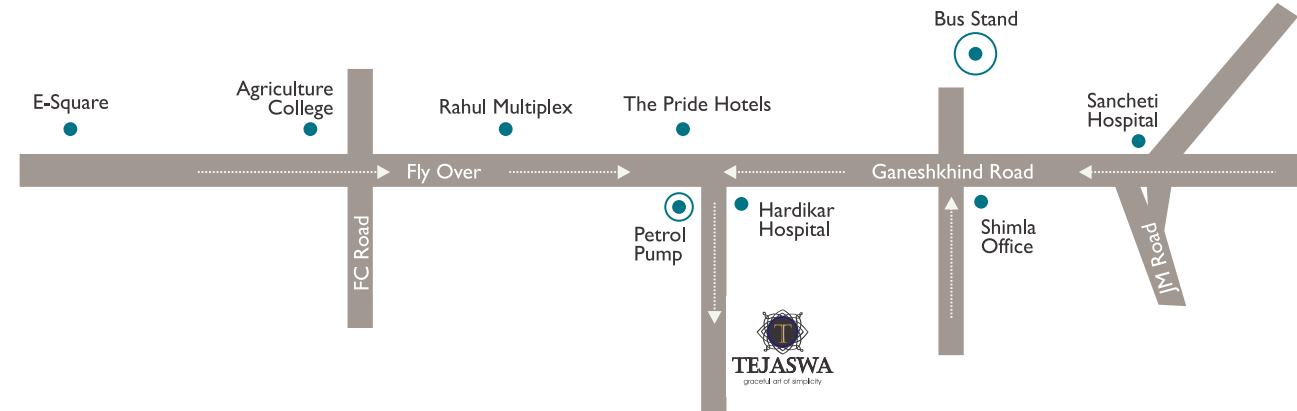 Bus Stand
E-Square
Agriculture
College
Rahul Multiplex
The Pride Hotels
Sancheti
Hospital
Fly Over
Ganeshkhind Road
FC Road
Petrol
Pump
Hardikar
Hospital
Shimla
Office
JM Road
T
TEJASWA
graceful art of simplicity